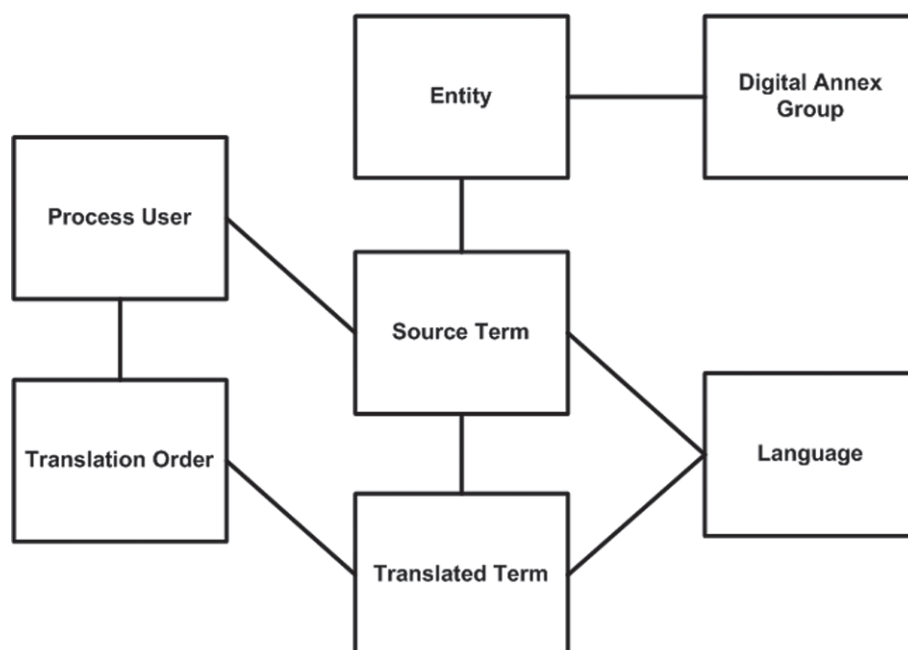 Entity
Digital Annex
Group
Process User
Source Term
Translation Order
Language
Translated Term